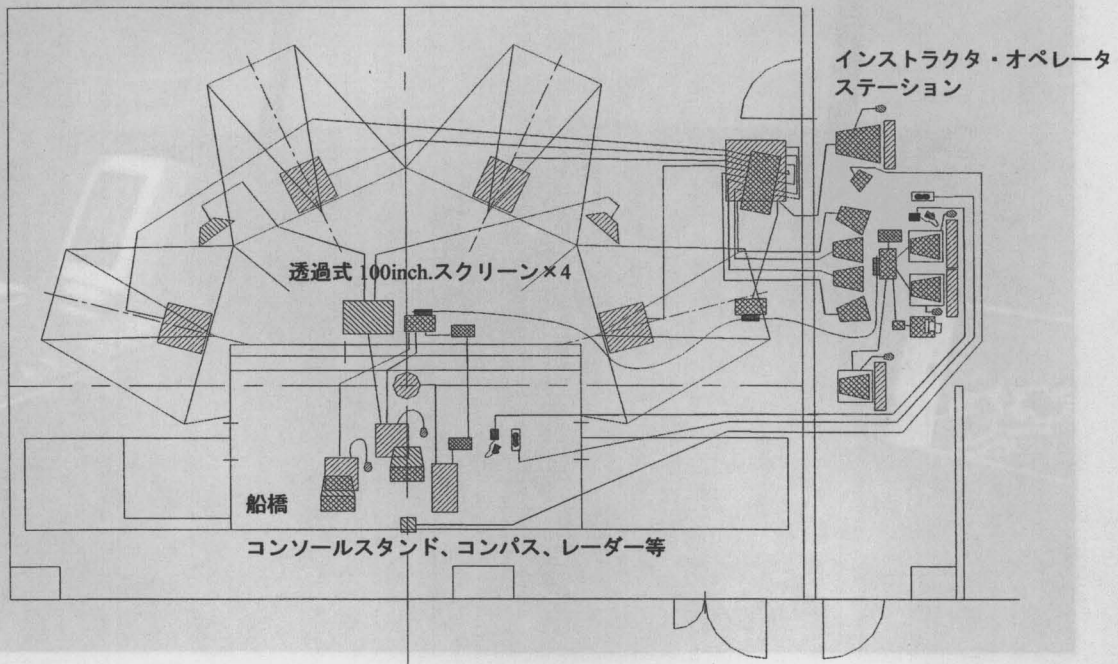 インストラクタ・オペレータ
ステーション
透過式 100inch.スクリーン×4
船橋
コンソールスタンド、コンパス、レーダー等